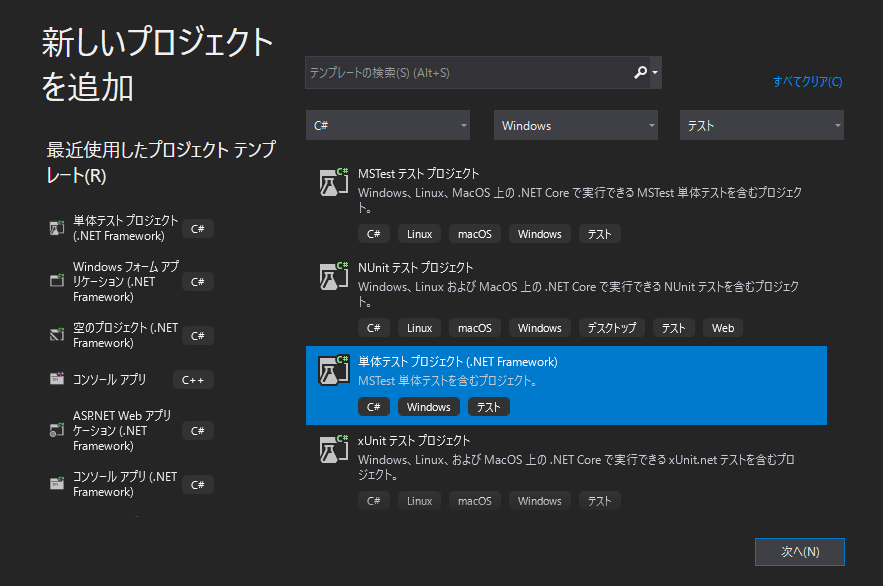 新しいプロジェクト
を追加
テンプレートの検索(S) (Alt+S)
すべてクリア(C)
C#
Windows
テスト
最近使用したプロジェクト テンプ
レート(R)
単体テスト プロジェクト
(.NET Framework)
C#
Windows フォーム アプ
リケーション (.NET
Framework)
C#
空のプロジェクト (.NET
Framework)
C#
コンソール アプリ
C++
ASP.NET Web アプリ
ケーション (.NET
Framework)
C#
コンソール アプリ (.NET
Framework)
C#
MSTest テスト プロジェクト
Windows、Linux、MacOS 上の .NET Core で実行できる MSTest 単体テストを含むプロジェク
ト。
C#
Linux
macOS
Windows
テスト
NUnit テスト プロジェクト
Windows、Linux および MacOS 上の .NET Core で実行できる NUnit テストを含むプロジェク
ト。
C#
Linux
macOS
Windows
デスクトップ
テスト
Web
単体テスト プロジェクト (.NET Framework)
MSTest 単体テストを含むプロジェクト。
C#
Windows
テスト
xUnit テスト プロジェクト
Windows、Linux、および MacOS 上の .NET Core で実行できる xUnit.net テストを含むプロ
ジェクト。
C#
Linux
macOS
Windows
テスト
次へ(N)